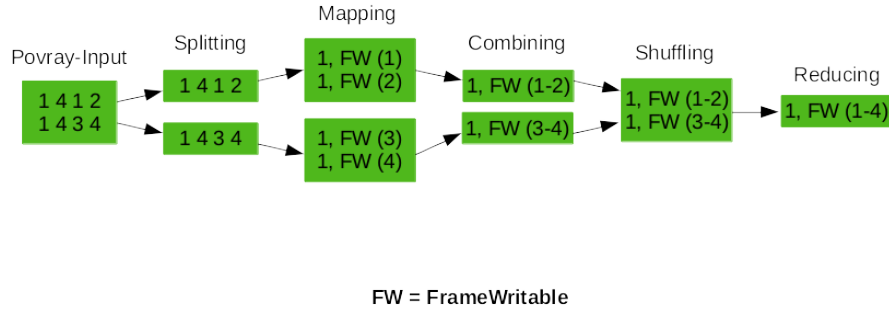 Povray-Input
1 4 1 2
1 4 3 4
Splitting
1 4 1 2
1 4 3 4
Mapping
1, FW (1)
1, FW (2)
1, FW (3)
1, FW (4)
Combining
1, FW (1-2)
1, FW (3-4)
Shuffling
1, FW (1-2)
1, FW (3-4)
Reducing
1, FW (1-4)
FW = FrameWritable